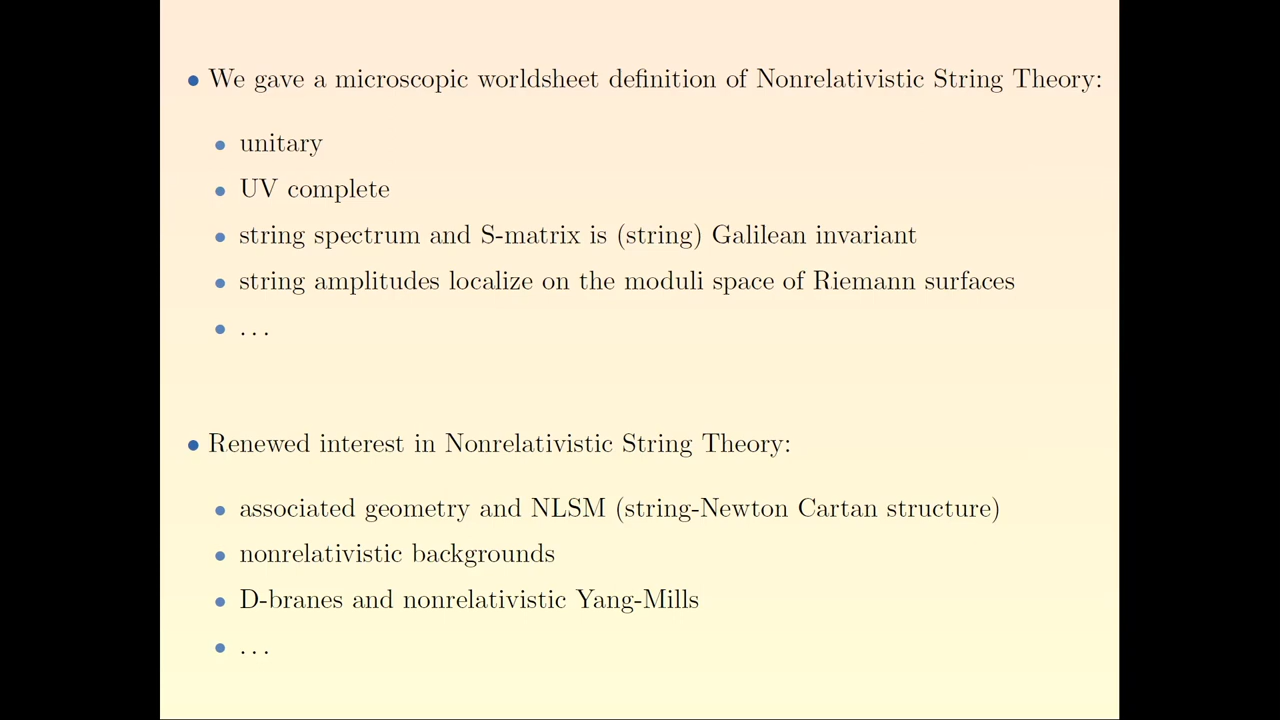 • We gave a microscopic worldsheet definition of Nonrelativistic String Theory:
• unitary
• UV complete
• string spectrum and S-matrix is (string) Galilean invariant
• string amplitudes localize on the moduli space of Riemann surfaces
• ...
• Renewed interest in Nonrelativistic String Theory:
• associated geometry and NLSM (string-Newton Cartan structure)
• nonrelativistic backgrounds
• D-branes and nonrelativistic Yang-Mills
• ...